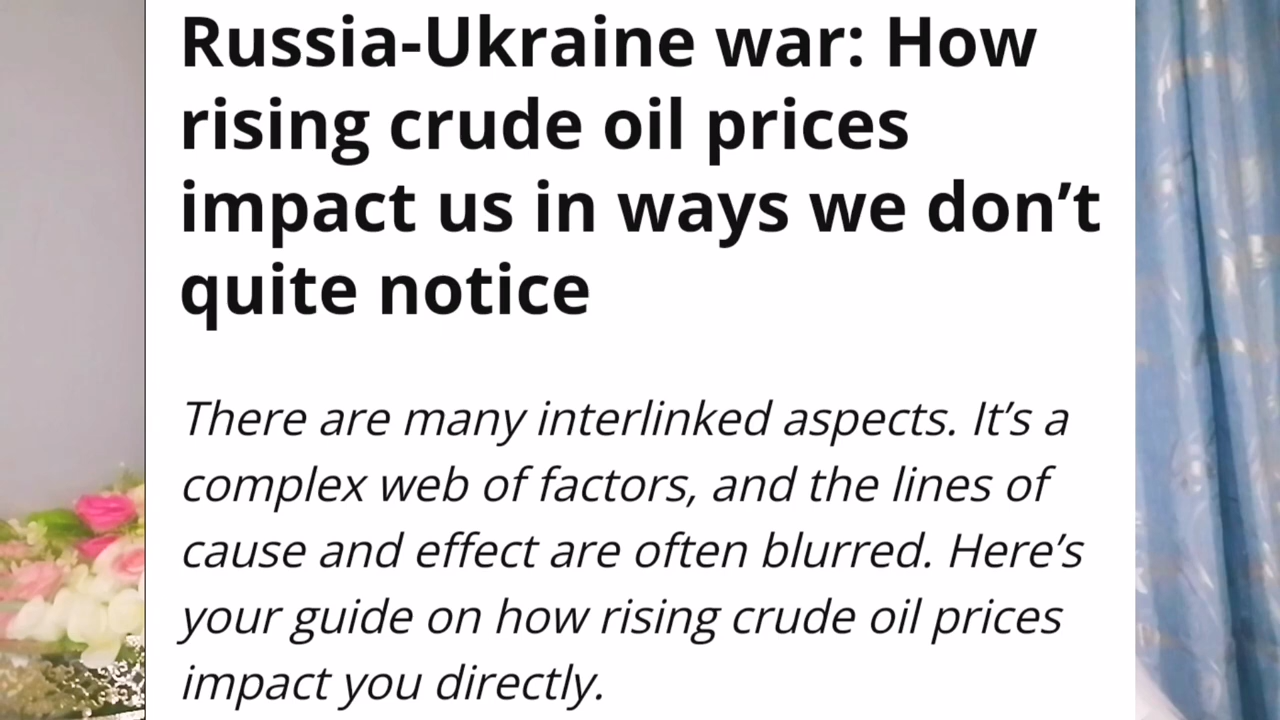 Russia-Ukraine war: How
rising crude oil prices
impact us in ways we don’t
quite notice
There are many interlinked aspects. It’s a
complex web of factors, and the lines of
cause and effect are often blurred. Here’s
your guide on how rising crude oil prices
impact you directly.